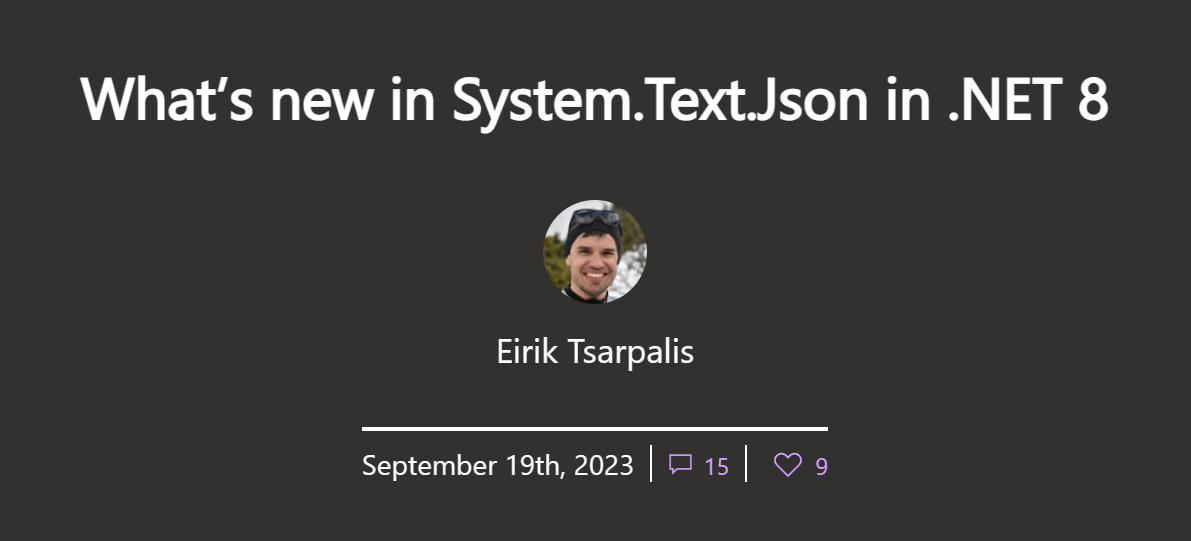 What’s new in System.Text.Json in .NET 8
Eirik Tsarpalis
September 19th, 2023 15 9